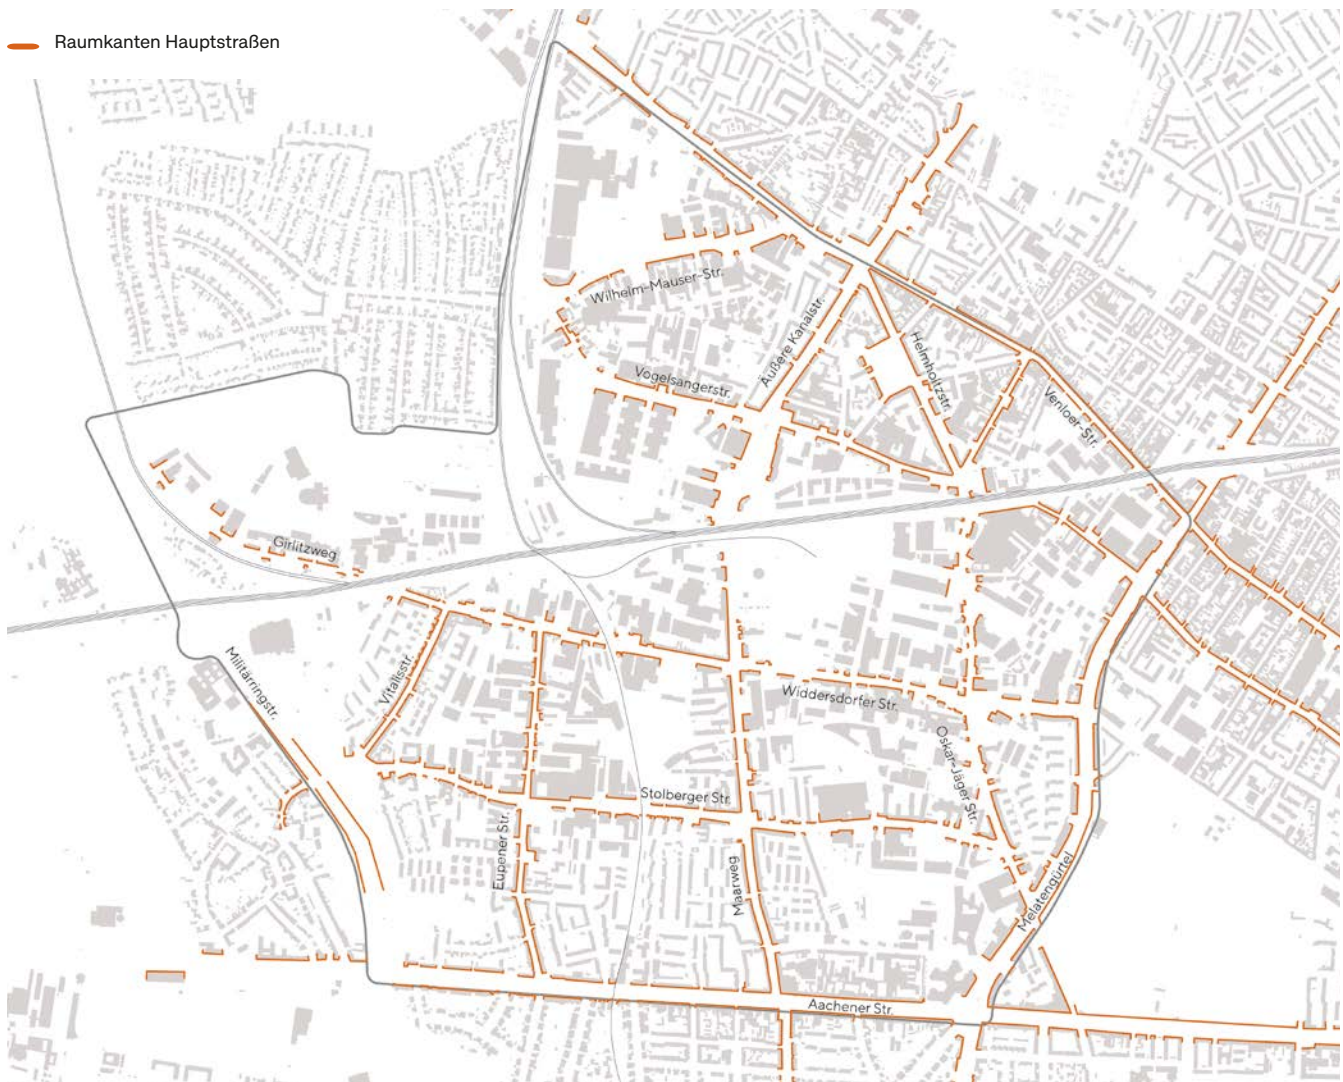 Raumkanten Hauptstraßen
Wilhelm-Mauser-Str.
Äußere Kanalstr.
Helmholtzstr.
Vogelsangerstr.
Venloer-Str.
Girlitzweg
Militärringstr.
Vitalisstr.
Widdersdorfer Str.
Oskar-Jäger Str.
Stolberger Str.
Eupener Str.
Maarweg
Melatengürtel
Aachener Str.